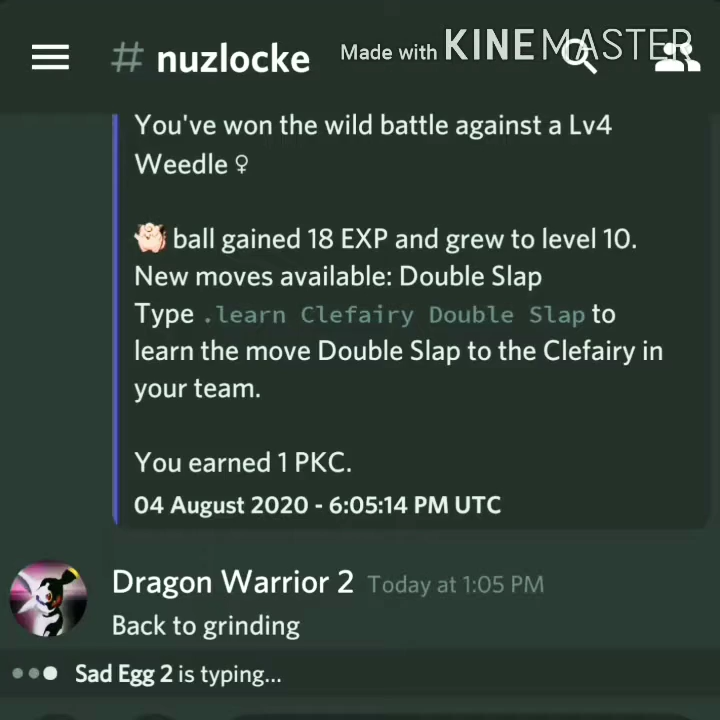 # nuzlocke
Made with KINEMASTER
You've won the wild battle against a Lv4
Weedle ♀
ball gained 18 EXP and grew to level 10.
New moves available: Double Slap
Type .learn Clefairy Double Slap to
learn the move Double Slap to the Clefairy in
your team.
You earned 1 PKC.
04 August 2020 - 6:05:14 PM UTC
Dragon Warrior 2 Today at 1:05 PM
Back to grinding
Sad Egg 2 is typing...